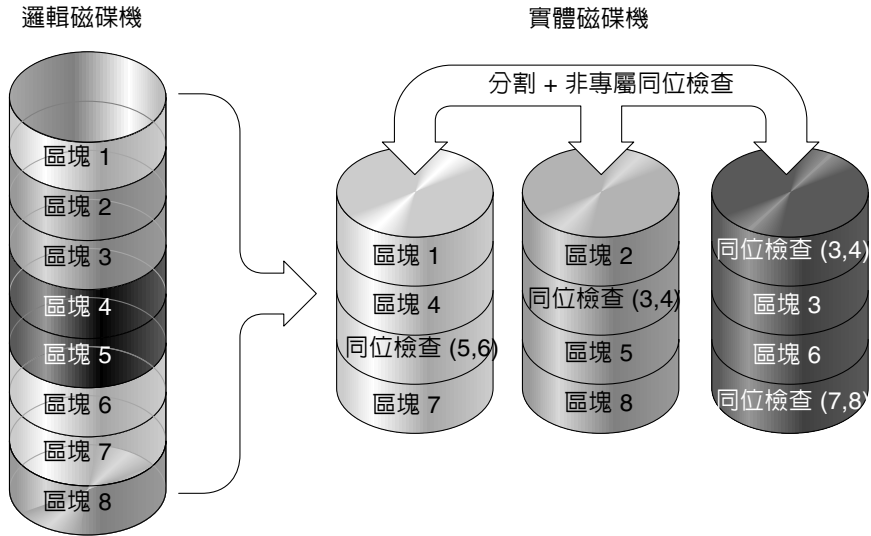 邏輯磁碟機
實體磁碟機
分割 + 非專屬同位檢查
區塊 1
區塊 2
區塊 3
區塊 4
區塊 5
區塊 6
區塊 7
區塊 8
區塊 1
區塊 4
同位檢查 (5,6)
區塊 7
區塊 2
同位檢查 (3,4)
區塊 5
區塊 8
同位檢查 (3,4)
區塊 3
區塊 6
同位檢查 (7,8)